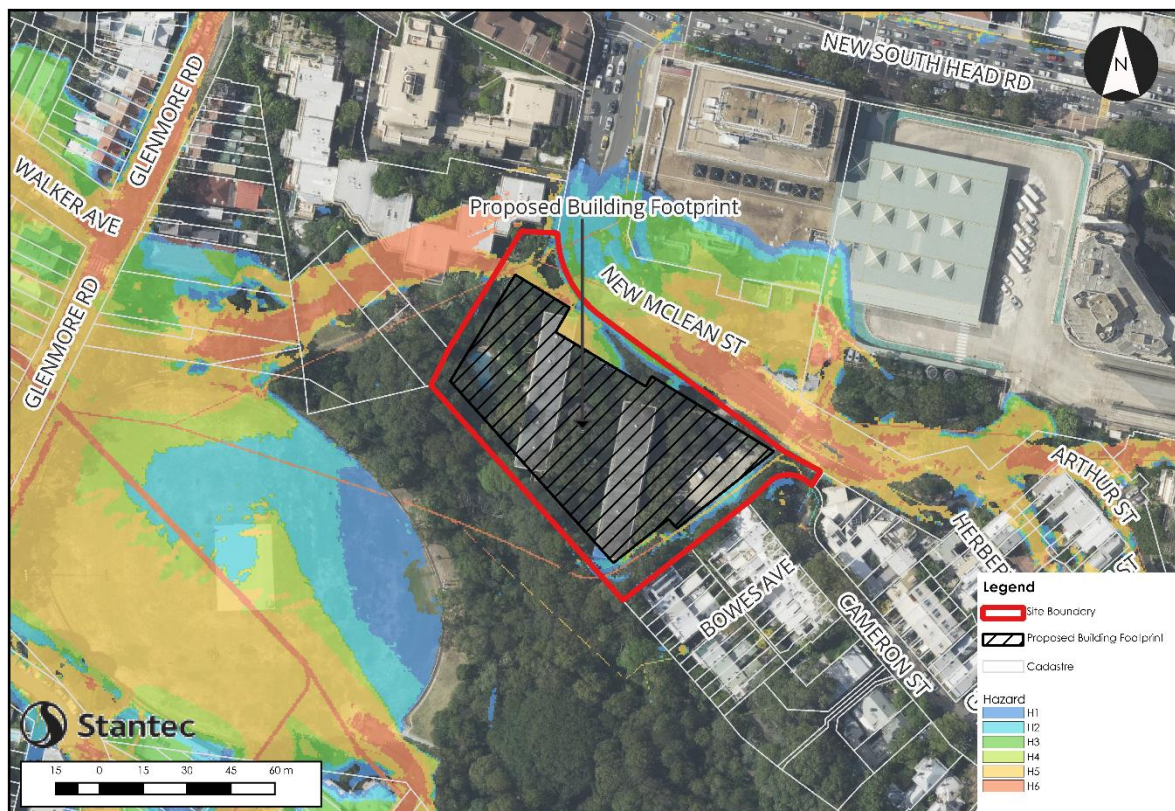 NEW SOUTH HEAD RD
N
GLENMORE RD
WALKER AVE
Proposed Building Footprint
NEW MCLEAN ST
GLENMORE RD
ARTHUR ST
HERBER
ST
BOWES AVE
CAMERON ST
G
Legend
Site Boundary
Proposed Building Footprint
Cadastre
Hazard
H1
H2
H3
H4
H5
H6
Stantec
15 0 15 30 45 60 m